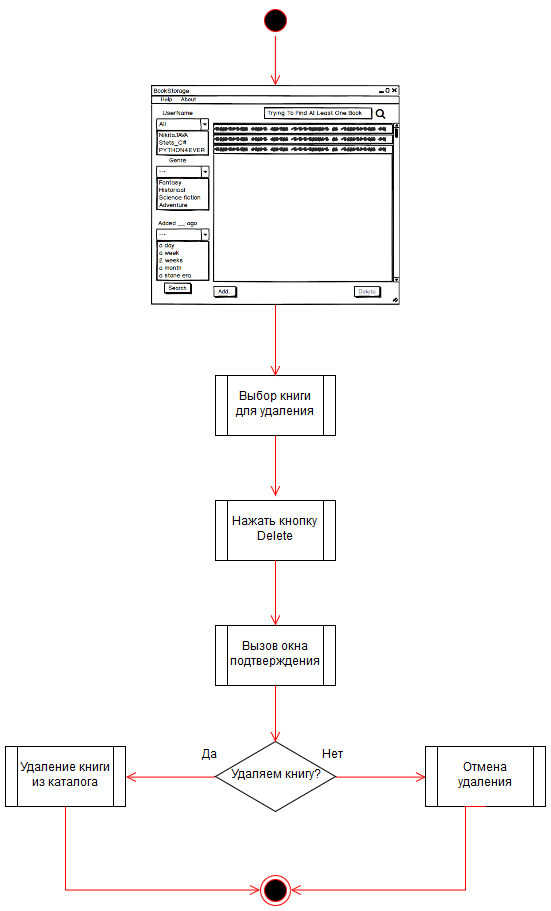 BookStorage
Help About
UserName
Trying To Find At Least One Book
All
NikitaJAVA
Stats_C#
PYTHON4EVER
Genre
---
Fantasy
Historical
Science fiction
Adventure
Added __ ago
---
a day
a week
2 weeks
a month
a stone era
Search
Add..
Delete
Выбор книги
для удаления
Нажать кнопку
Delete
Вызов окна
подтверждения
Да
Нет
Удаление книги
из каталога
Удаляем книгу?
Отмена
удаления